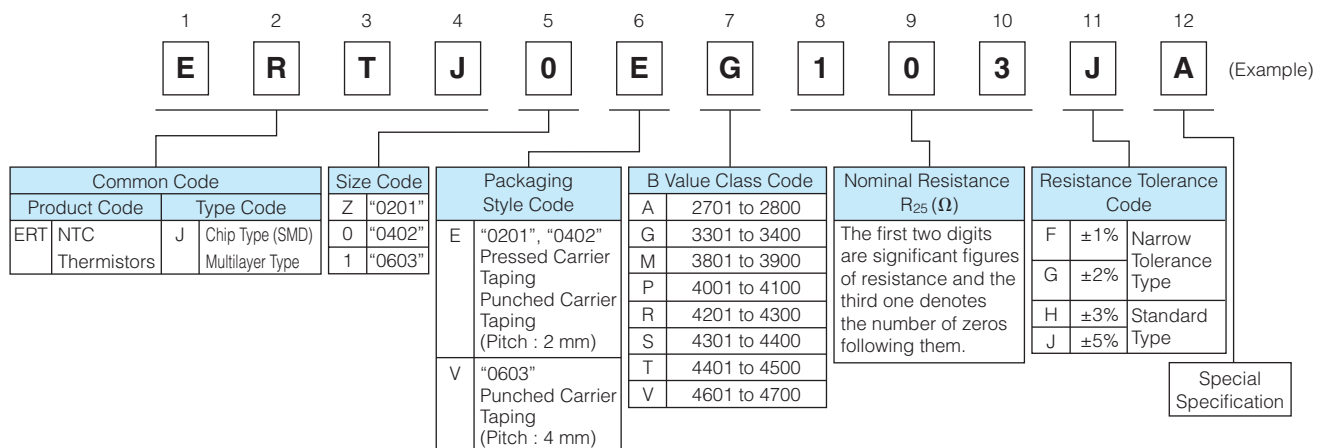 1 2 3 4 5 6 7 8 9 10 11 12
E R T J 0 E G 1 0 3 J A (Example)
Common Code
Product Code Type Code
ERT NTC Thermistors
J Chip Type (SMD)
Multilayer Type
Size Code
Z "0201"
0 "0402"
1 "0603"
Packaging
Style Code
E "0201", "0402"
Pressed Carrier
Taping
Punched Carrier
Taping
(Pitch : 2 mm)
V "0603"
Punched Carrier
Taping
(Pitch : 4 mm)
B Value Class Code
A 2701 to 2800
G 3301 to 3400
M 3801 to 3900
P 4001 to 4100
R 4201 to 4300
S 4301 to 4400
T 4401 to 4500
V 4601 to 4700
Nominal Resistance
R25 (Ω)
The first two digits
are significant figures
of resistance and the
third one denotes
the number of zeros
following them.
Resistance Tolerance
Code
F ±1%
G ±2%
Narrow
Tolerance
Type
H ±3%
J ±5%
Standard
Type
Special
Specification